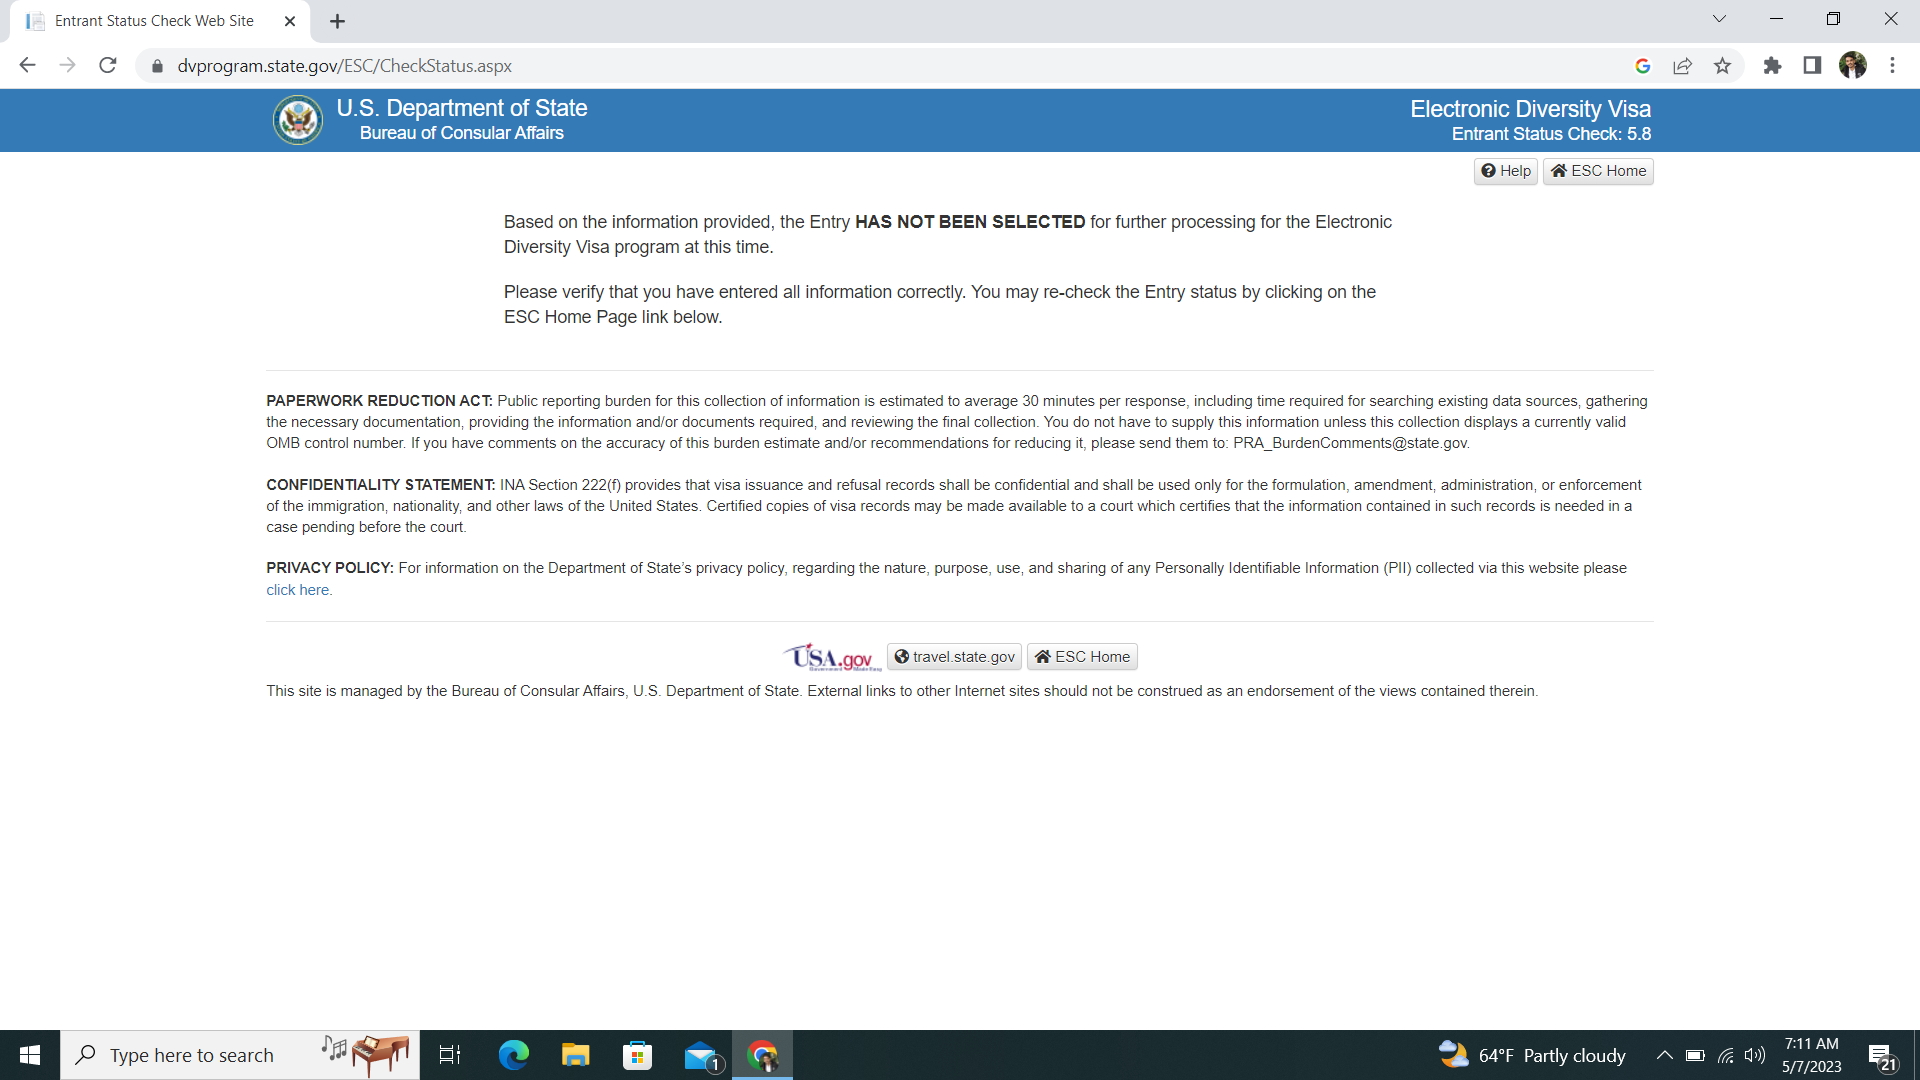 Entrant Status Check Web Site
dvprogram.state.gov/ESC/CheckStatus.aspx
U.S. Department of State
Bureau of Consular Affairs
Electronic Diversity Visa
Entrant Status Check: 5.8
Help
ESC Home
Based on the information provided, the Entry HAS NOT BEEN SELECTED for further processing for the Electronic
Diversity Visa program at this time.
Please verify that you have entered all information correctly. You may re-check the Entry status by clicking on the
ESC Home Page link below.
PAPERWORK REDUCTION ACT: Public reporting burden for this collection of information is estimated to average 30 minutes per response, including time required for searching existing data sources, gathering
the necessary documentation, providing the information and/or documents required, and reviewing the final collection. You do not have to supply this information unless this collection displays a currently valid
OMB control number. If you have comments on the accuracy of this burden estimate and/or recommendations for reducing it, please send them to: PRA_BurdenComments@state.gov.
CONFIDENTIALITY STATEMENT: INA Section 222(f) provides that visa issuance and refusal records shall be confidential and shall be used only for the formulation, amendment, administration, or enforcement
of the immigration, nationality, and other laws of the United States. Certified copies of visa records may be made available to a court which certifies that the information contained in such records is needed in a
case pending before the court.
PRIVACY POLICY: For information on the Department of State's privacy policy, regarding the nature, purpose, use, and sharing of any Personally Identifiable Information (PII) collected via this website please
click here.
USA.gov
travel.state.gov
ESC Home
This site is managed by the Bureau of Consular Affairs, U.S. Department of State. External links to other Internet sites should not be construed as an endorsement of the views contained therein.
Type here to search
1
64°F Partly cloudy
7:11 AM
5/7/2023
21